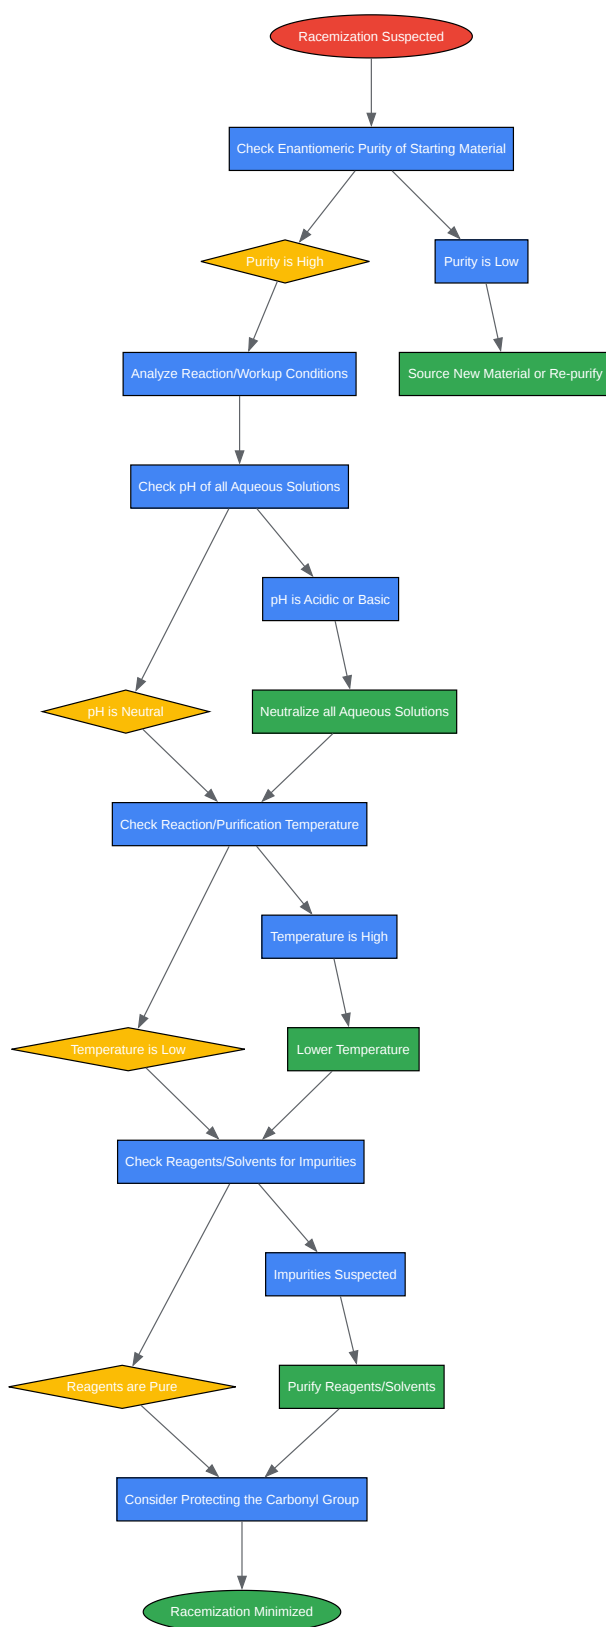 Racemization Suspected
Check Enantiomeric Purity of Starting Material
Purity is High
Purity is Low
Analyze Reaction/Workup Conditions
Source New Material or Re-purify
Check pH of all Aqueous Solutions
pH is Acidic or Basic
pH is Neutral
Neutralize all Aqueous Solutions
Check Reaction/Purification Temperature
Temperature is High
Temperature is Low
Lower Temperature
Check Reagents/Solvents for Impurities
Impurities Suspected
Reagents are Pure
Purify Reagents/Solvents
Consider Protecting the Carbonyl Group
Racemization Minimized